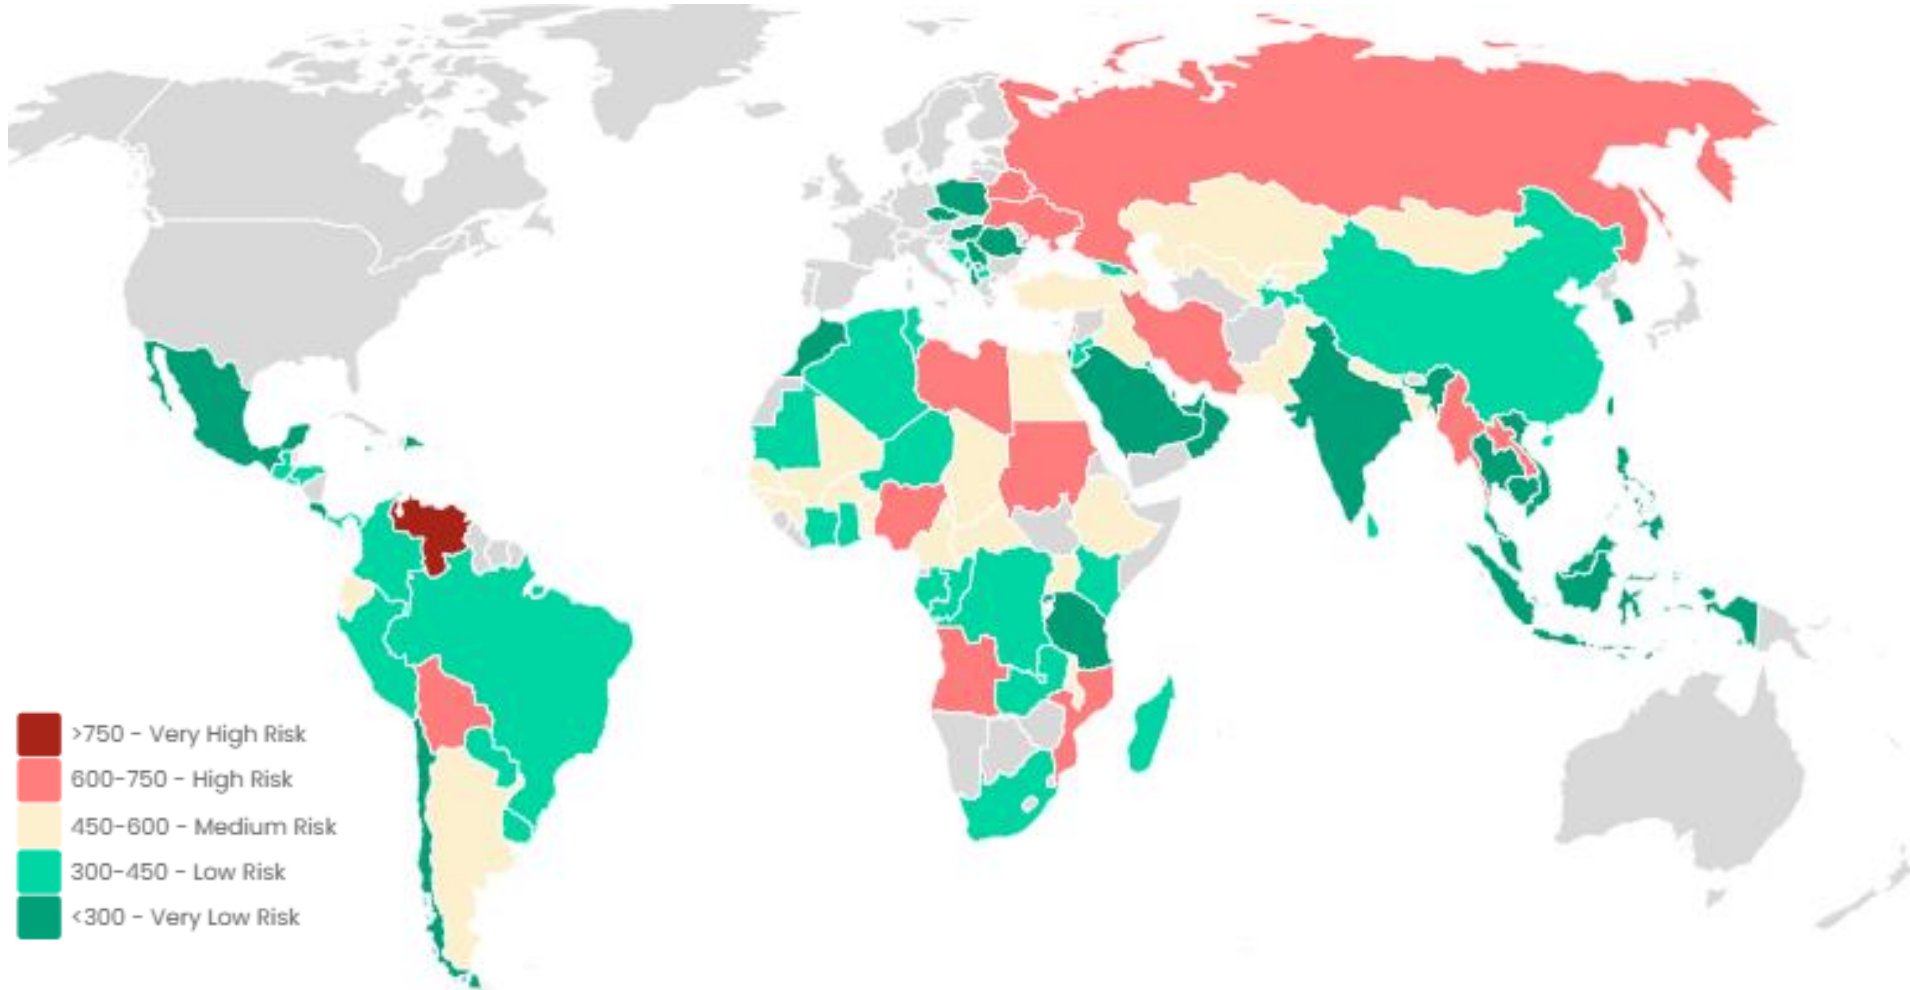 >750 - Very High Risk
600-750 - High Risk
450-600 - Medium Risk
300-450 - Low Risk
<300 - Very Low Risk